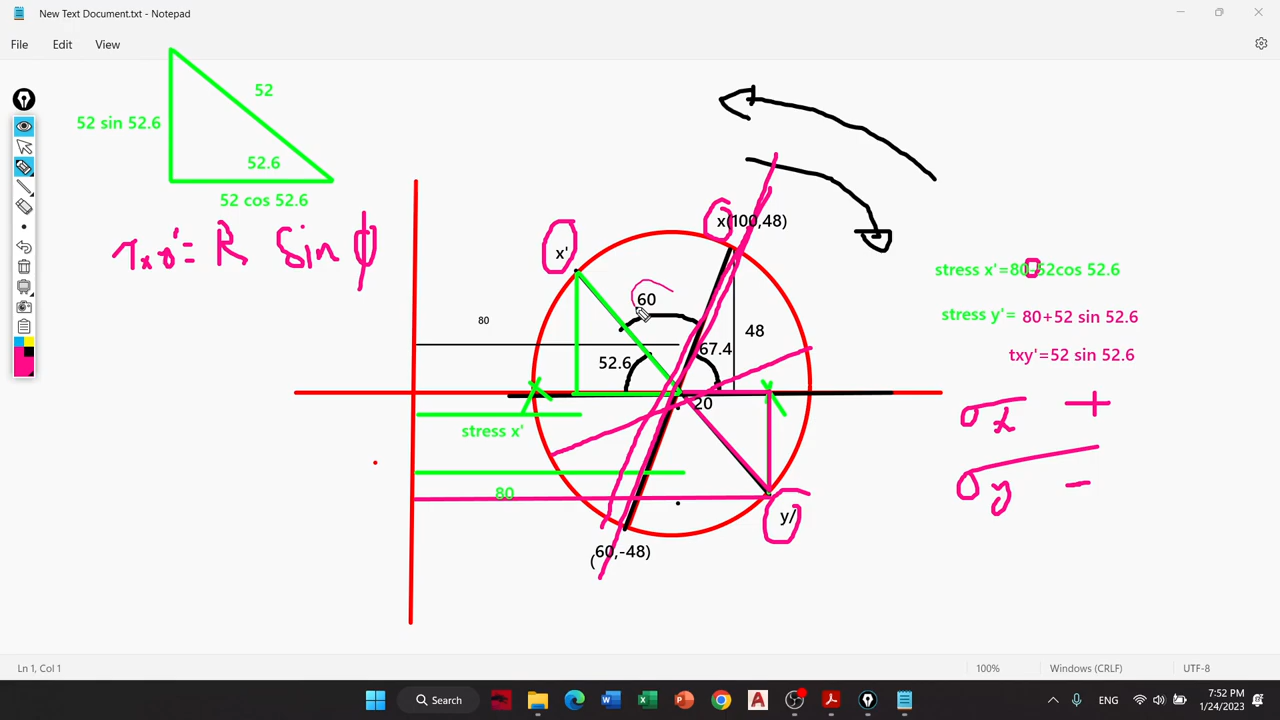 New Text Document.txt - Notepad
File Edit View
52
52 sin 52.6
52.6
52 cos 52.6
τxy'= R sin ϕ
x'
x(100,48)
60
80
48
52.6
67.4
20
stress x'
80
y/
(60,-48)
stress x'=80-52cos 52.6
stress y'= 80+52 sin 52.6
txy'=52 sin 52.6
σx +
σy -
Ln 1, Col 1
100%
Windows (CRLF)
UTF-8
Search
ENG
7:52 PM
1/24/2023